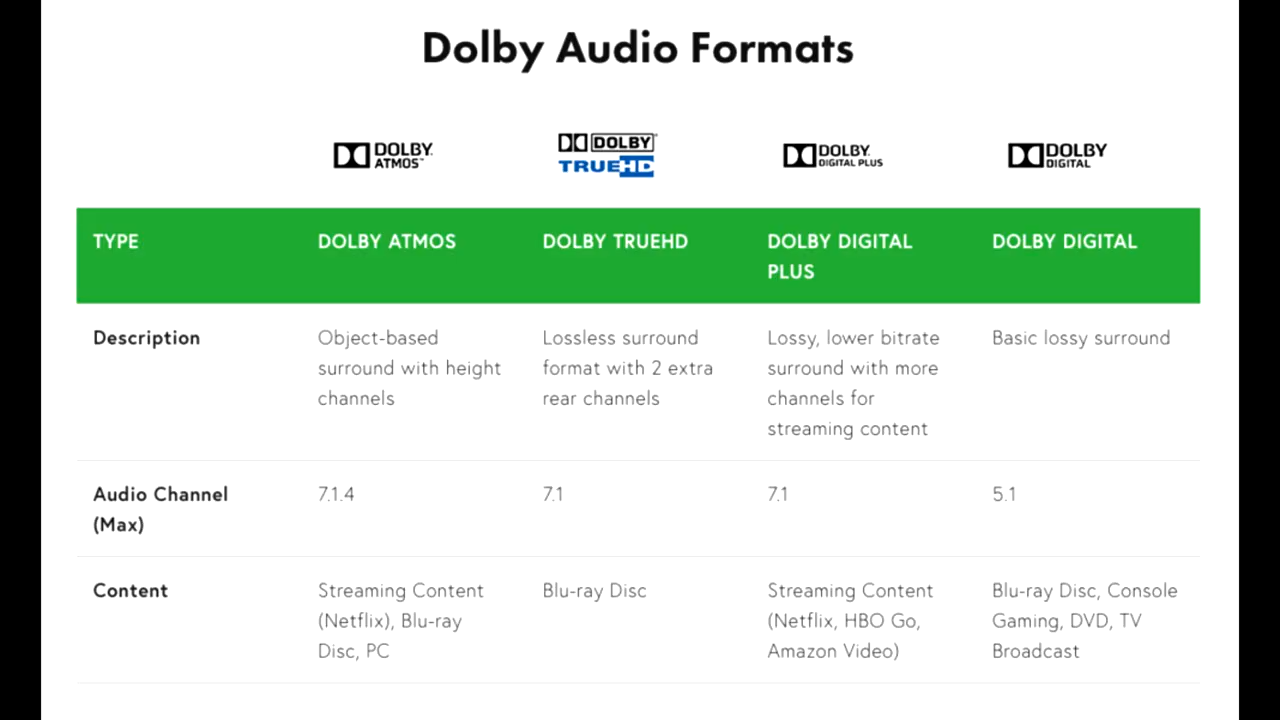 Dolby Audio Formats
DOLBY ATMOS™
DOLBY TRUEHD
DOLBY DIGITAL PLUS
DOLBY DIGITAL
TYPE
DOLBY ATMOS
DOLBY TRUEHD
DOLBY DIGITAL
PLUS
DOLBY DIGITAL
Description
Object-based
surround with height
channels
Lossless surround
format with 2 extra
rear channels
Lossy, lower bitrate
surround with more
channels for
streaming content
Basic lossy surround
Audio Channel
(Max)
7.1.4
7.1
7.1
5.1
Content
Streaming Content
(Netflix), Blu-ray
Disc, PC
Blu-ray Disc
Streaming Content
(Netflix, HBO Go,
Amazon Video)
Blu-ray Disc, Console
Gaming, DVD, TV
Broadcast